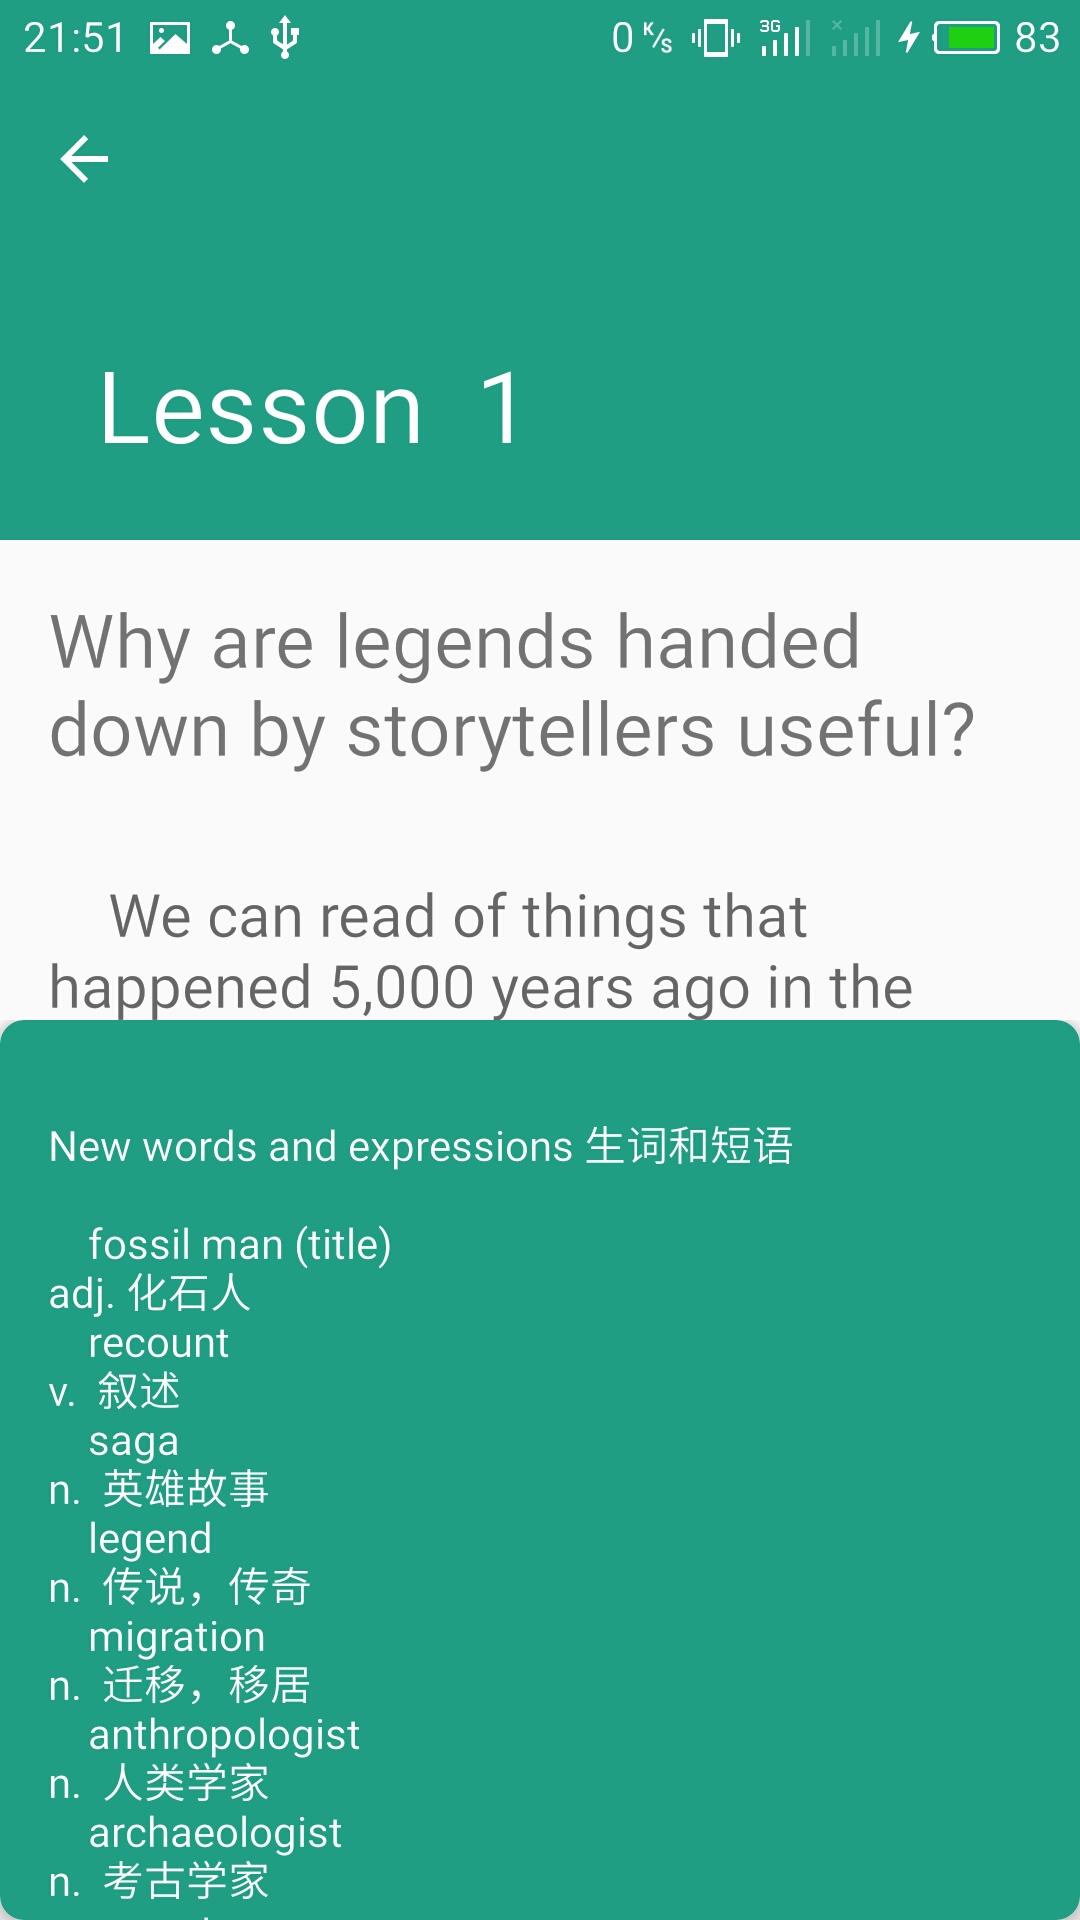 21:51
0 K/s 3G 83
Lesson 1
Why are legends handed
down by storytellers useful?
We can read of things that
happened 5,000 years ago in the
New words and expressions 生词和短语
fossil man (title)
adj. 化石人
recount
v. 叙述
saga
n. 英雄故事
legend
n. 传说，传奇
migration
n. 迁移，移居
anthropologist
n. 人类学家
archaeologist
n. 考古学家